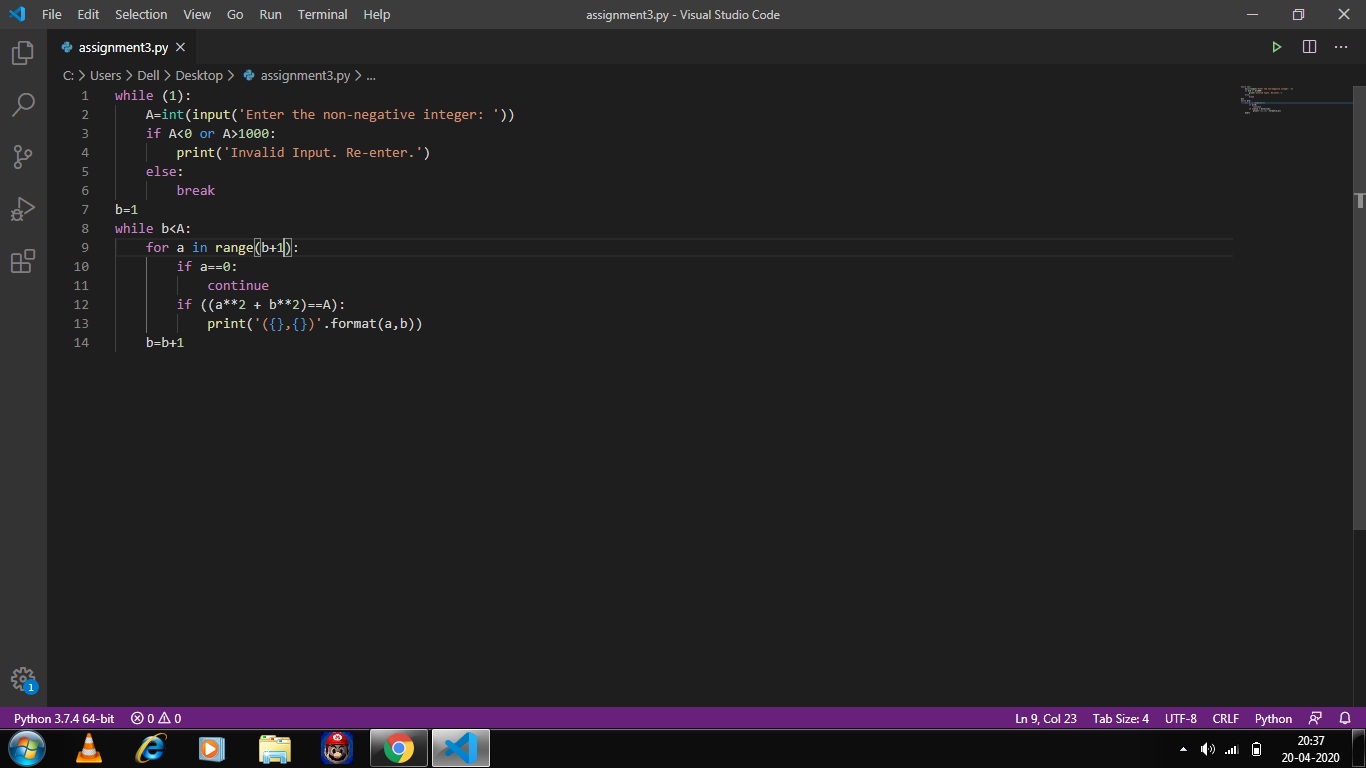 File Edit Selection View Go Run Terminal Help assignment3.py - Visual Studio Code
assignment3.py
C: > Users > Dell > Desktop > assignment3.py > ...
1 while (1):
2 A=int(input('Enter the non-negative integer: '))
3 if A<0 or A>1000:
4 print('Invalid Input. Re-enter.')
5 else:
6 break
7 b=1
8 while b<A:
9 for a in range(b+1):
10 if a==0:
11 continue
12 if ((a**2 + b**2)==A):
13 print('({},{})'.format(a,b))
14 b=b+1
1
Python 3.7.4 64-bit 0 0 Ln 9, Col 23 Tab Size: 4 UTF-8 CRLF Python
20:37
20-04-2020